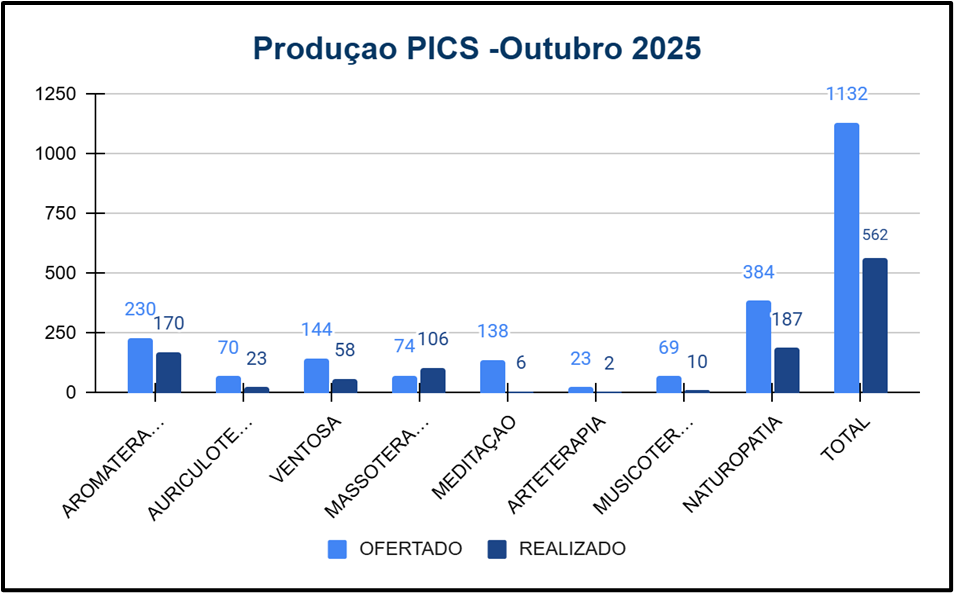 Produçao PICS -Outubro 2025
1250
1000
750
500
250
0
230
170
70
23
144
58
74
106
138
6
23
2
69
10
384
187
1132
562
AROMATERA...
AURICULOTE...
VENTOSA
MASSOTERA...
MEDITAÇAO
ARTETERAPIA
MUSICOTER...
NATUROPATIA
TOTAL
OFERTADO
REALIZADO